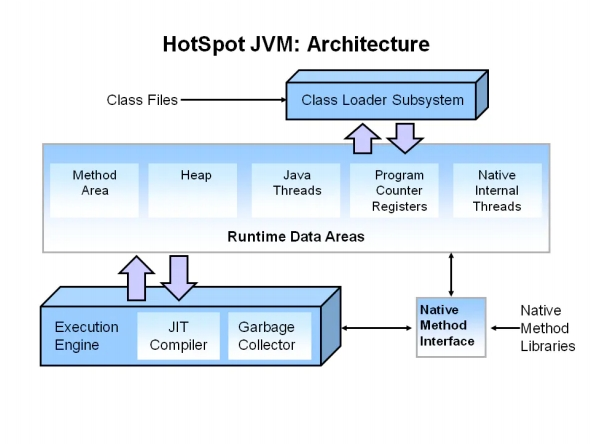 HotSpot JVM: Architecture
Class Files
Class Loader Subsystem
Method
Area
Heap
Java
Threads
Program
Counter
Registers
Native
Internal
Threads
Runtime Data Areas
Execution
Engine
JIT
Compiler
Garbage
Collector
Native
Method
Interface
Native
Method
Libraries